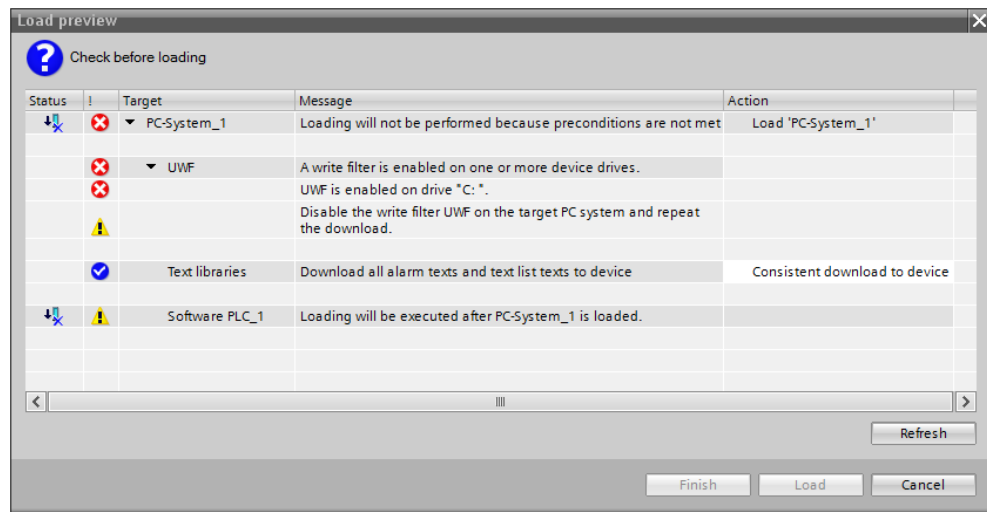 Load preview
Check before loading
Status ! Target Message Action
PC-System_1 Loading will not be performed because preconditions are not met Load 'PC-System_1'
UWF A write filter is enabled on one or more device drives.
UWF is enabled on drive "C: ".
Disable the write filter UWF on the target PC system and repeat
the download.
Text libraries Download all alarm texts and text list texts to device Consistent download to device
Software PLC_1 Loading will be executed after PC-System_1 is loaded.
Refresh
Finish Load Cancel